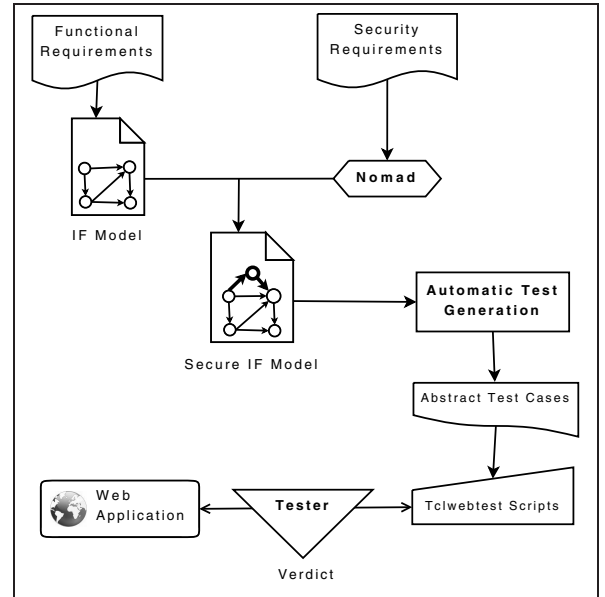 Functional
Requirements
Security
Requirements
Nomad
IF Model
Secure IF Model
Automatic Test
Generation
Abstract Test Cases
Web
Application
Tester
Tclwebtest Scripts
Verdict